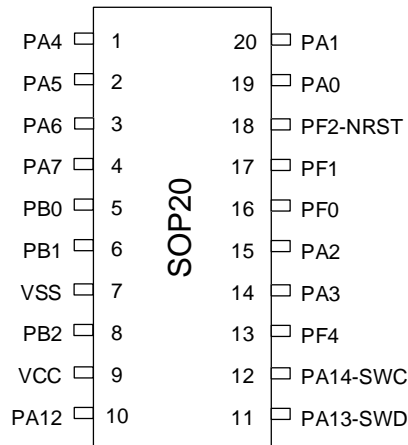 PA4 1 20 PA1
PA5 2 19 PA0
PA6 3 18 PF2-NRST
PA7 4 17 PF1
PB0 5 16 PF0
PB1 6 15 PA2
VSS 7 14 PA3
PB2 8 13 PF4
VCC 9 12 PA14-SWC
PA12 10 11 PA13-SWD
SOP20